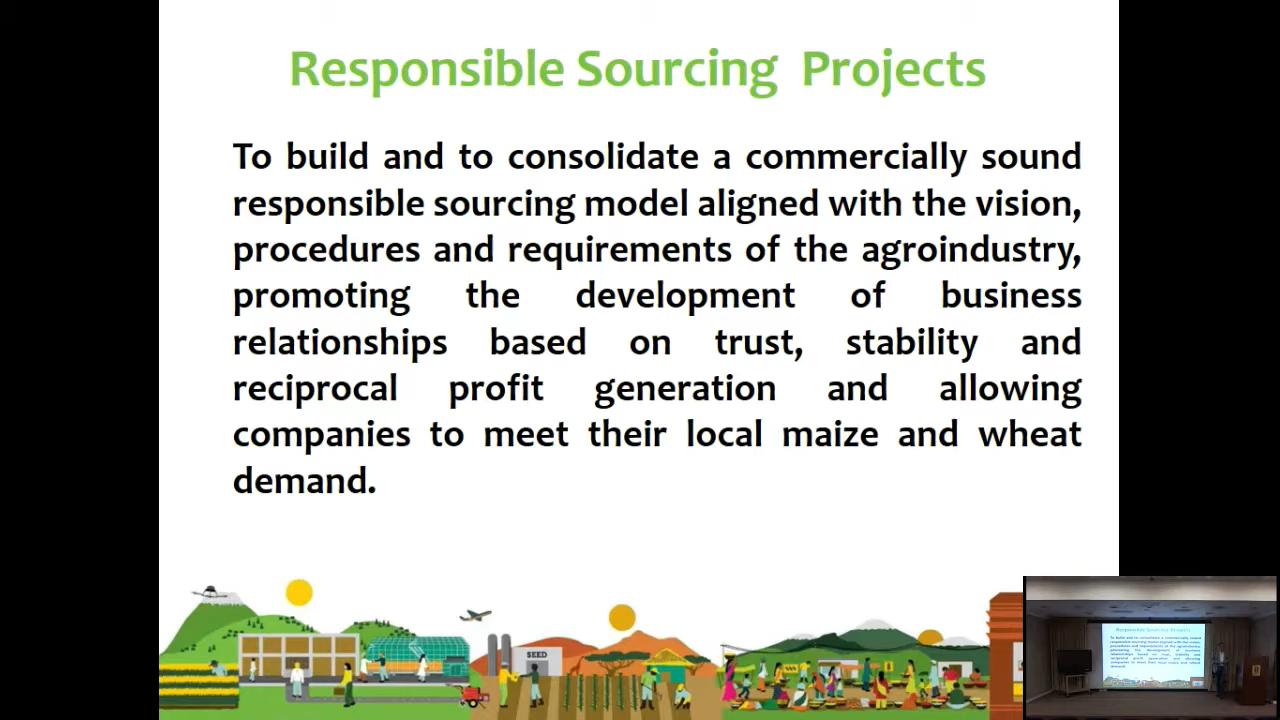 Responsible Sourcing Projects
To build and to consolidate a commercially sound
responsible sourcing model aligned with the vision,
procedures and requirements of the agroindustry,
promoting the development of business
relationships based on trust, stability and
reciprocal profit generation and allowing
companies to meet their local maize and wheat
demand.
SEED